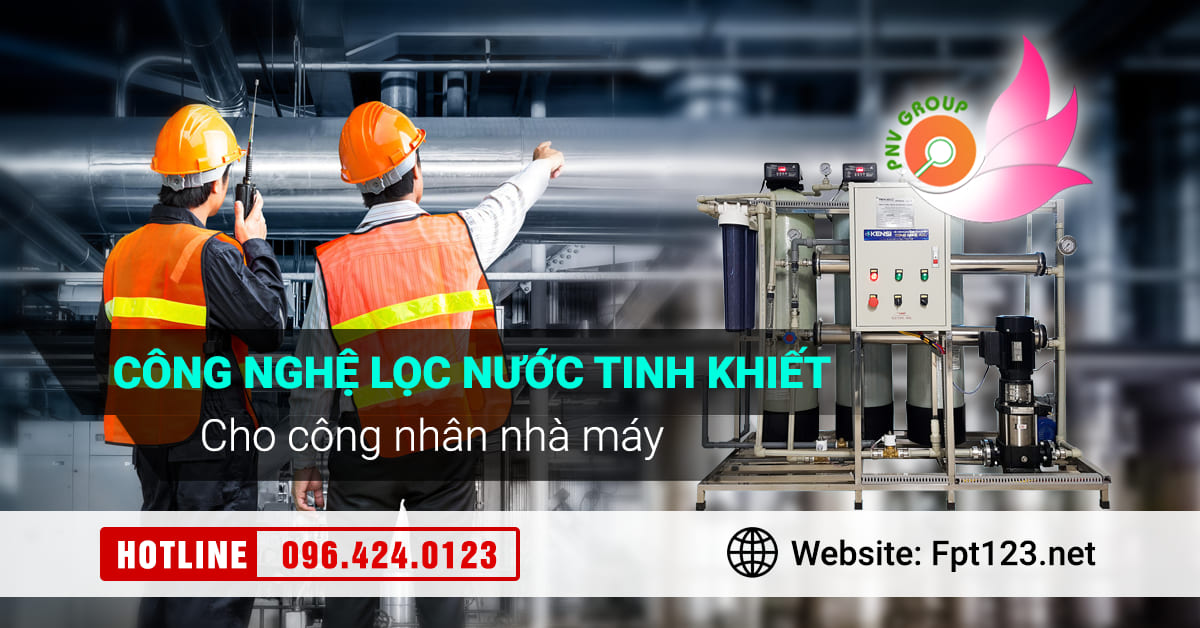 PNV GROUP
KENSI
CÔNG NGHỆ LỌC NƯỚC TINH KHIẾT
Cho công nhân nhà máy
HOTLINE 096.424.0123
Website: Fpt123.net